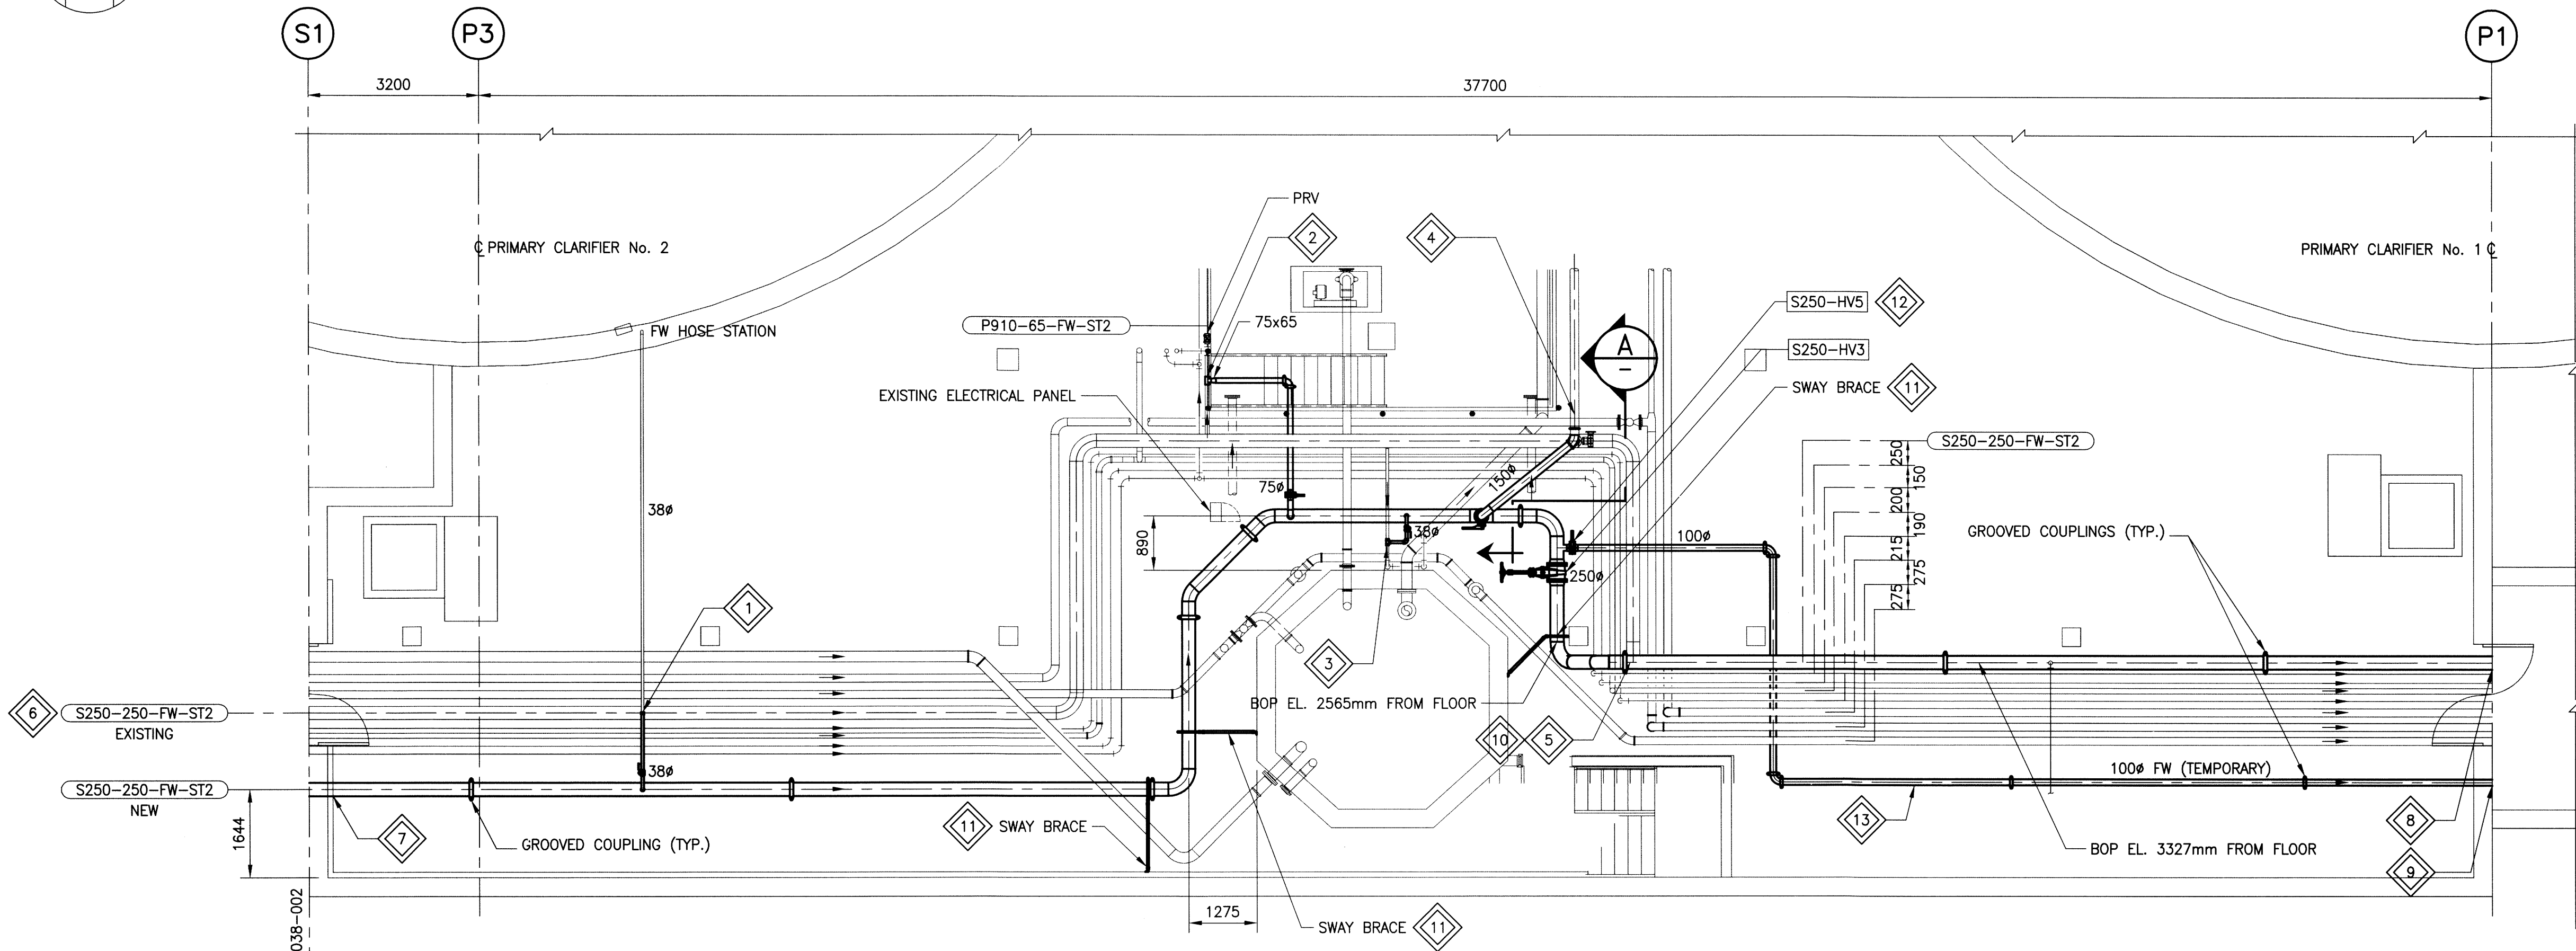 S1
P3
P1
3200
37700
PRV
2
4
℄ PRIMARY CLARIFIER No. 2
PRIMARY CLARIFIER No. 1 ℄
S250-HV5
12
P910-65-FW-ST2
75x65
FW HOSE STATION
A
-
S250-HV3
EXISTING ELECTRICAL PANEL
SWAY BRACE
11
S250-250-FW-ST2
250
150
200
190
215
275
275
150ø
75ø
38ø
38ø
890
100ø
GROOVED COUPLINGS (TYP.)
250ø
1
3
BOP EL. 2565mm FROM FLOOR
6
S250-250-FW-ST2
EXISTING
10
5
38ø
100ø FW (TEMPORARY)
S250-250-FW-ST2
NEW
1644
7
GROOVED COUPLING (TYP.)
11
SWAY BRACE
13
8
BOP EL. 3327mm FROM FLOOR
9
038-002
1275
SWAY BRACE
11